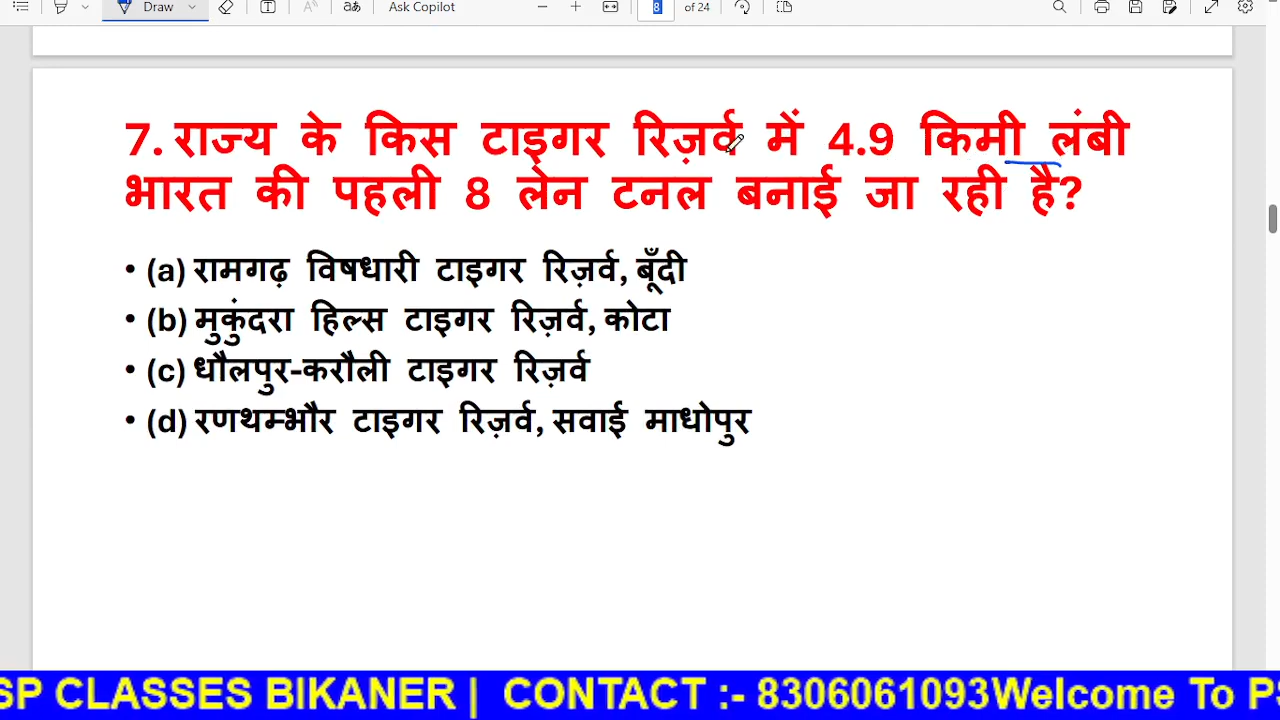 Draw
Ask Copilot
8 of 24
7. राज्य के किस टाइगर रिज़र्व में 4.9 किमी लंबी
भारत की पहली 8 लेन टनल बनाई जा रही है?
• (a) रामगढ़ विषधारी टाइगर रिज़र्व, बूँदी
• (b) मुकुंदरा हिल्स टाइगर रिज़र्व, कोटा
• (c) धौलपुर-करौली टाइगर रिज़र्व
• (d) रणथम्भौर टाइगर रिज़र्व, सवाई माधोपुर
SP CLASSES BIKANER | CONTACT :- 8306061093Welcome To P